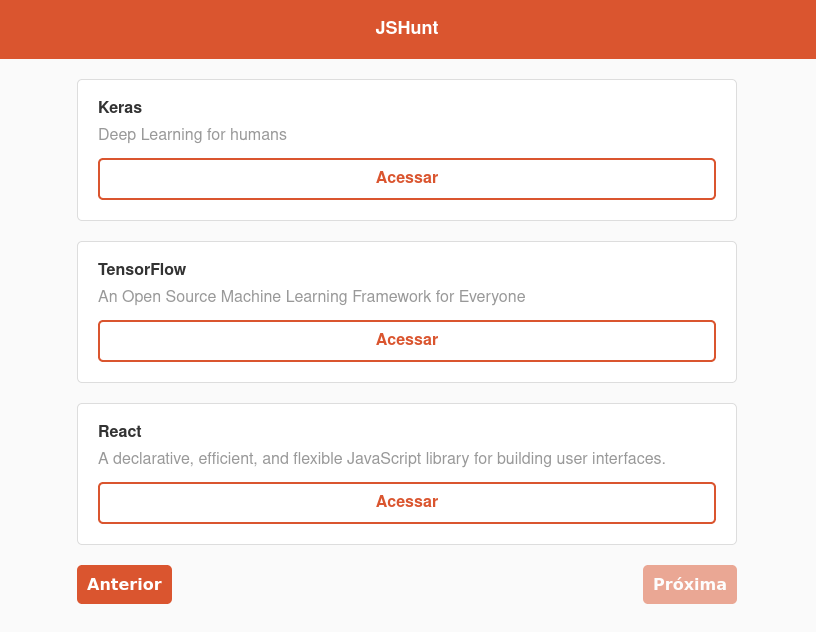 JSHunt
Keras
Deep Learning for humans
Acessar
TensorFlow
An Open Source Machine Learning Framework for Everyone
Acessar
React
A declarative, efficient, and flexible JavaScript library for building user interfaces.
Acessar
Anterior
Próxima